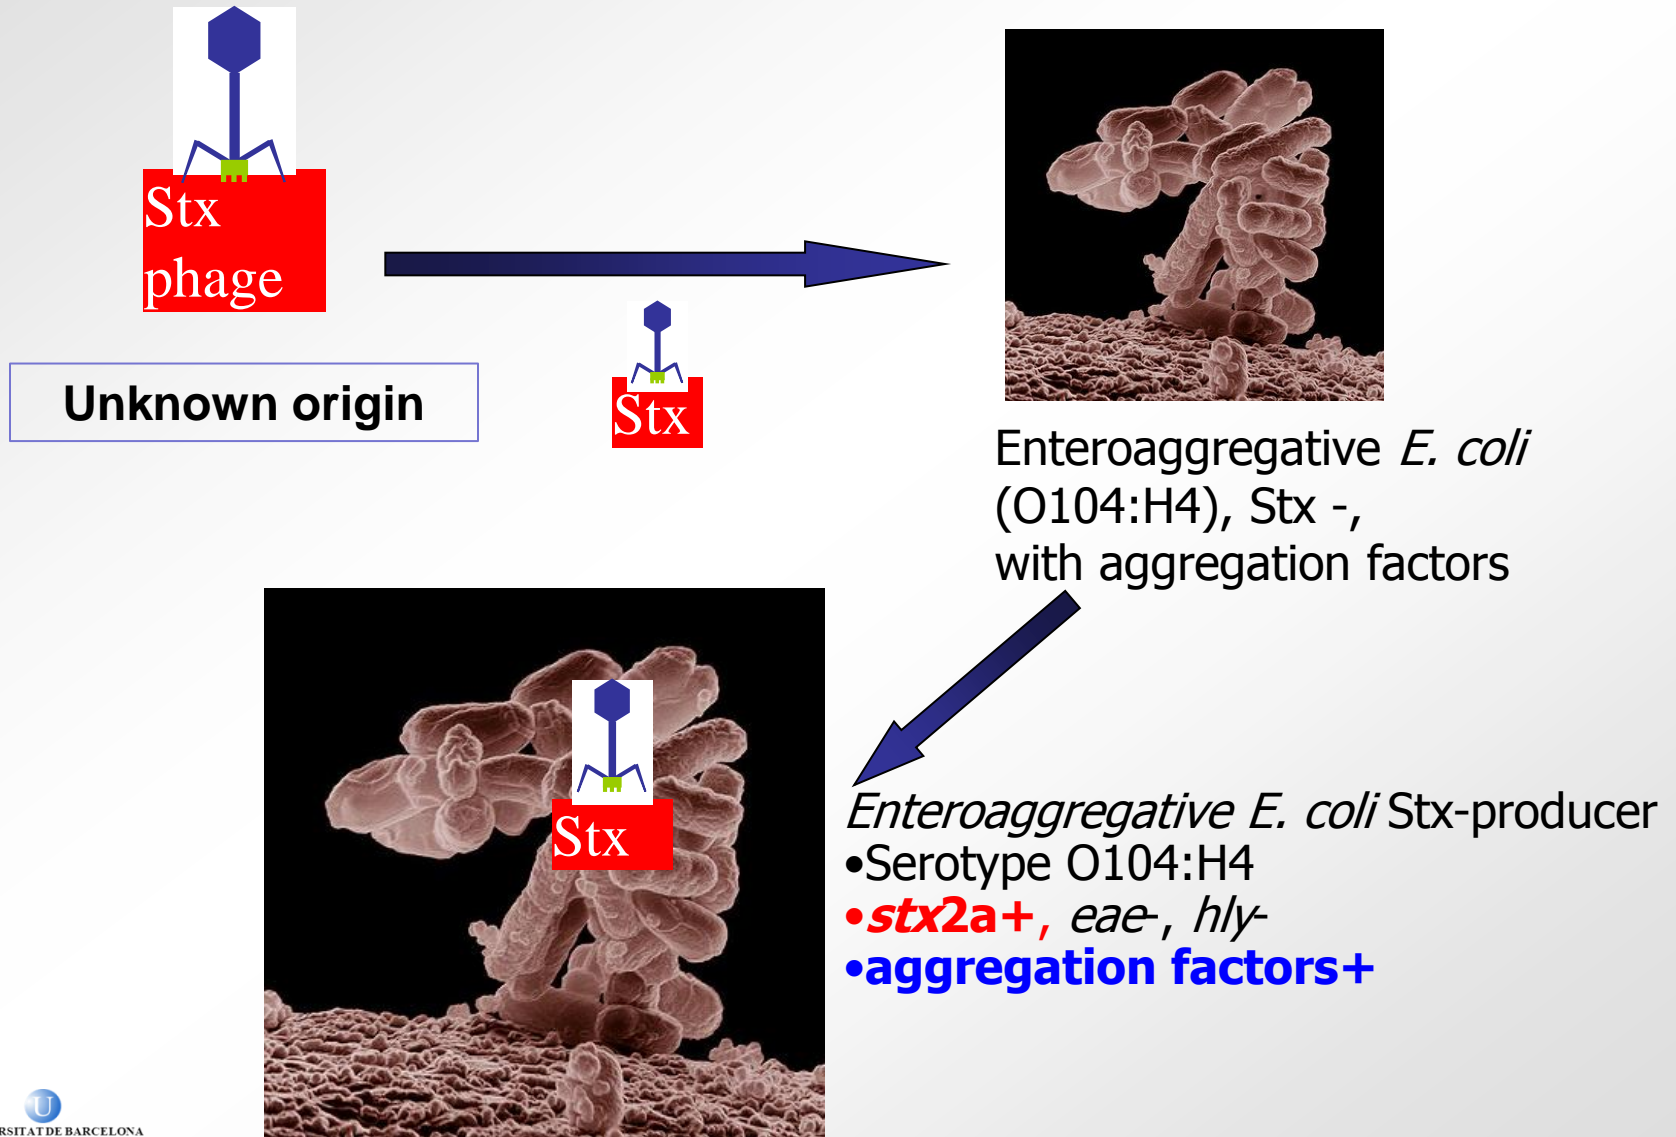 Stx
phage
Unknown origin
Stx
Enteroaggregative E. coli
(O104:H4), Stx -,
with aggregation factors
Stx
Enteroaggregative E. coli Stx-producer
•Serotype O104:H4
•stx2a+, eae-, hly-
•aggregation factors+
U
RSITAT DE BARCELONA